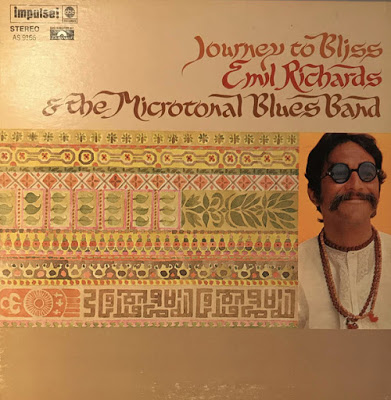 impulse!
STEREO
AS 9166
Journey to Bliss
Emil Richards
& the Microtonal Blues Band